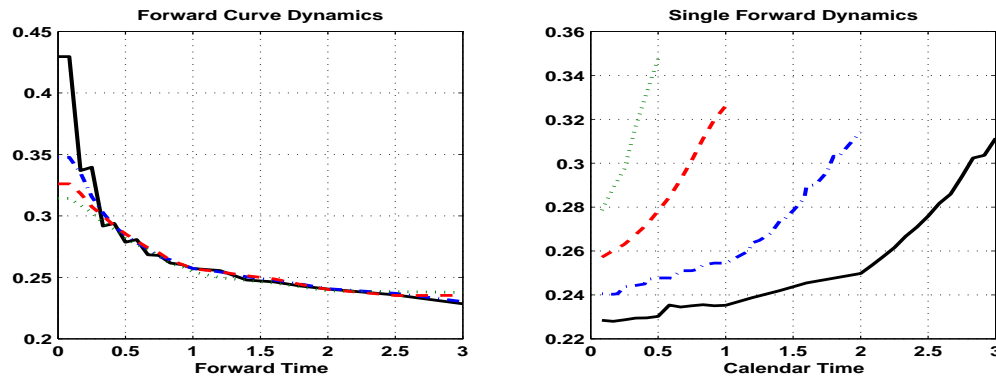 Forward Curve Dynamics
0.45
0.4
0.35
0.3
0.25
0.2
0 0.5 1 1.5 2 2.5 3
Forward Time
Single Forward Dynamics
0.36
0.34
0.32
0.3
0.28
0.26
0.24
0.22
0 0.5 1 1.5 2 2.5 3
Calendar Time